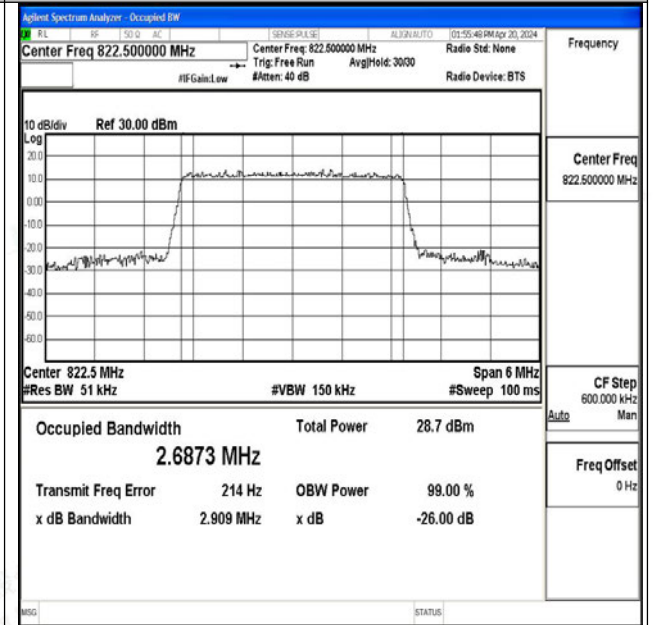 Agilent Spectrum Analyzer - Occupied BW
RL RF 50 Ω AC SENSE:PULSE ALIGN AUTO 01:55:48 PM Apr 20, 2024
Center Freq 822.500000 MHz
Center Freq: 822.500000 MHz
Radio Std: None
Trig: Free Run Avg|Hold: 30/30
#IFGain:Low #Atten: 40 dB Radio Device: BTS
Frequency
10 dB/div Ref 30.00 dBm
Log
20.0
10.0
0.00
-10.0
-20.0
-30.0
-40.0
-50.0
-60.0
Center 822.5 MHz Span 6 MHz
#Res BW 51 kHz #VBW 150 kHz #Sweep 100 ms
Occupied Bandwidth Total Power 28.7 dBm
2.6873 MHz
Transmit Freq Error 214 Hz OBW Power 99.00 %
x dB Bandwidth 2.909 MHz x dB -26.00 dB
Center Freq
822.500000 MHz
CF Step
600.000 kHz
Auto Man
Freq Offset
0 Hz
MSG STATUS